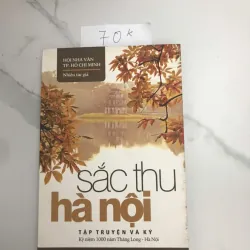 70k
HỘI NHÀ VĂN
TP. HỒ CHÍ MINH
Nhiều tác giả
sắc thu
hà nội
TẬP TRUYỆN VÀ KÝ
Kỷ niệm 1000 năm Thăng Long - Hà Nội